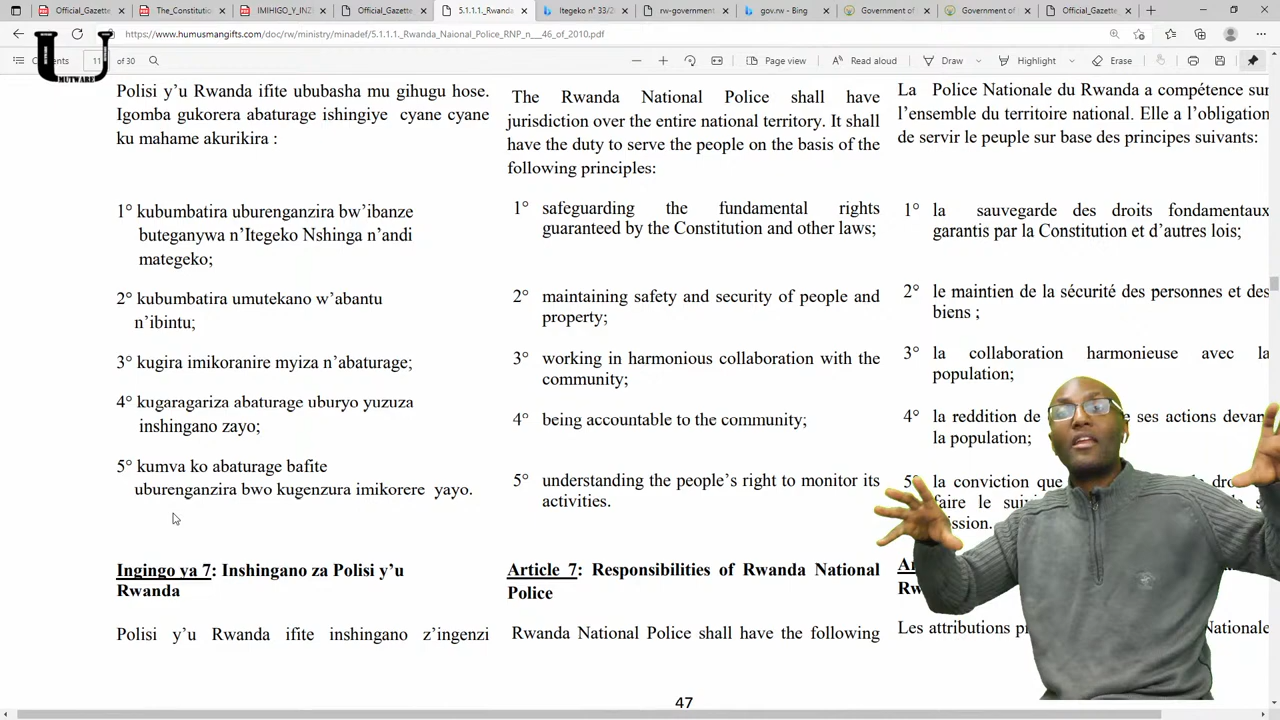 Official_Gazette
The_Constitution
IMIHIGO_Y_INZ
Official_Gazette
5.1.1.1._Rwanda
Itegeko n° 33/2
rw-government
gov.rw - Bing
Government of
Government of
Official_Gazette
https://www.humusmangifts.com/doc/rw/ministry/minadef/5.1.1.1._Rwanda_Naional_Police_RNP_n___46_of_2010.pdf
U
MUTWARE
11 of 30
Page view
Read aloud
Draw
Highlight
Erase
Polisi y’u Rwanda ifite ububasha mu gihugu hose.
Igomba gukorera abaturage ishingiye cyane cyane
ku mahame akurikira :
1° kubumbatira uburenganzira bw’ibanze
buteganywa n’Itegeko Nshinga n’andi
mategeko;
2° kubumbatira umutekano w’abantu
n’ibintu;
3° kugira imikoranire myiza n’abaturage;
4° kugaragariza abaturage uburyo yuzuza
inshingano zayo;
5° kumva ko abaturage bafite
uburenganzira bwo kugenzura imikorere yayo.
Ingingo ya 7: Inshingano za Polisi y’u
Rwanda
Polisi y’u Rwanda ifite inshingano z’ingenzi
The Rwanda National Police shall have
jurisdiction over the entire national territory. It shall
have the duty to serve the people on the basis of the
following principles:
1° safeguarding the fundamental rights
guaranteed by the Constitution and other laws;
2° maintaining safety and security of people and
property;
3° working in harmonious collaboration with the
community;
4° being accountable to the community;
5° understanding the people’s right to monitor its
activities.
Article 7: Responsibilities of Rwanda National
Police
Rwanda National Police shall have the following
La Police Nationale du Rwanda a compétence sur
l’ensemble du territoire national. Elle a l’obligation
de servir le peuple sur base des principes suivants:
1° la sauvegarde des droits fondamentaux
garantis par la Constitution et d’autres lois;
2° le maintien de la sécurité des personnes et des
biens ;
3° la collaboration harmonieuse avec la
population;
4° la reddition de ses actions devant
la population;
5° la conviction que
faire le
Les attributions
Nationale
47